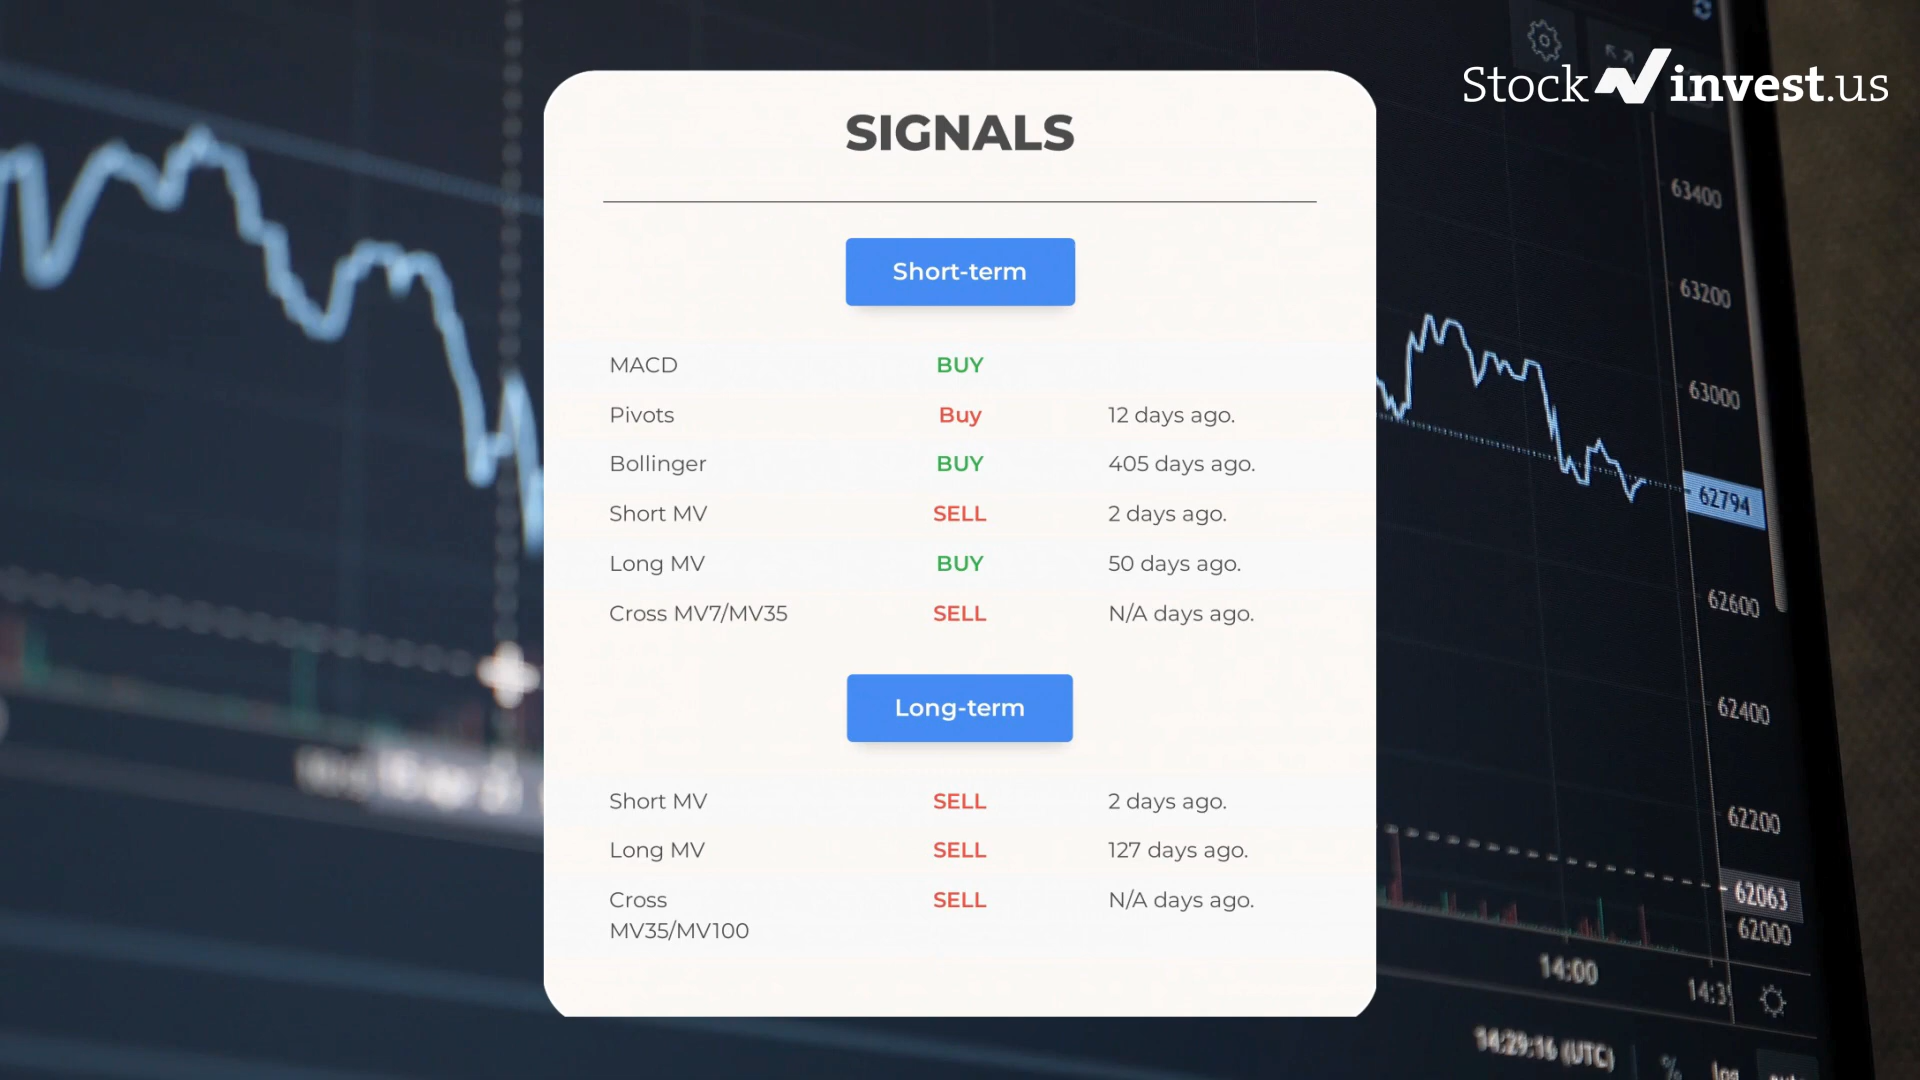 Stock invest.us
SIGNALS
Short-term
MACD BUY
Pivots Buy 12 days ago.
Bollinger BUY 405 days ago.
Short MV SELL 2 days ago.
Long MV BUY 50 days ago.
Cross MV7/MV35 SELL N/A days ago.
Long-term
Short MV SELL 2 days ago.
Long MV SELL 127 days ago.
Cross SELL N/A days ago.
MV35/MV100
63400
63200
63000
62794
62600
62400
62200
62063
62000
14:00
14:29:16 (UTC)
%
log